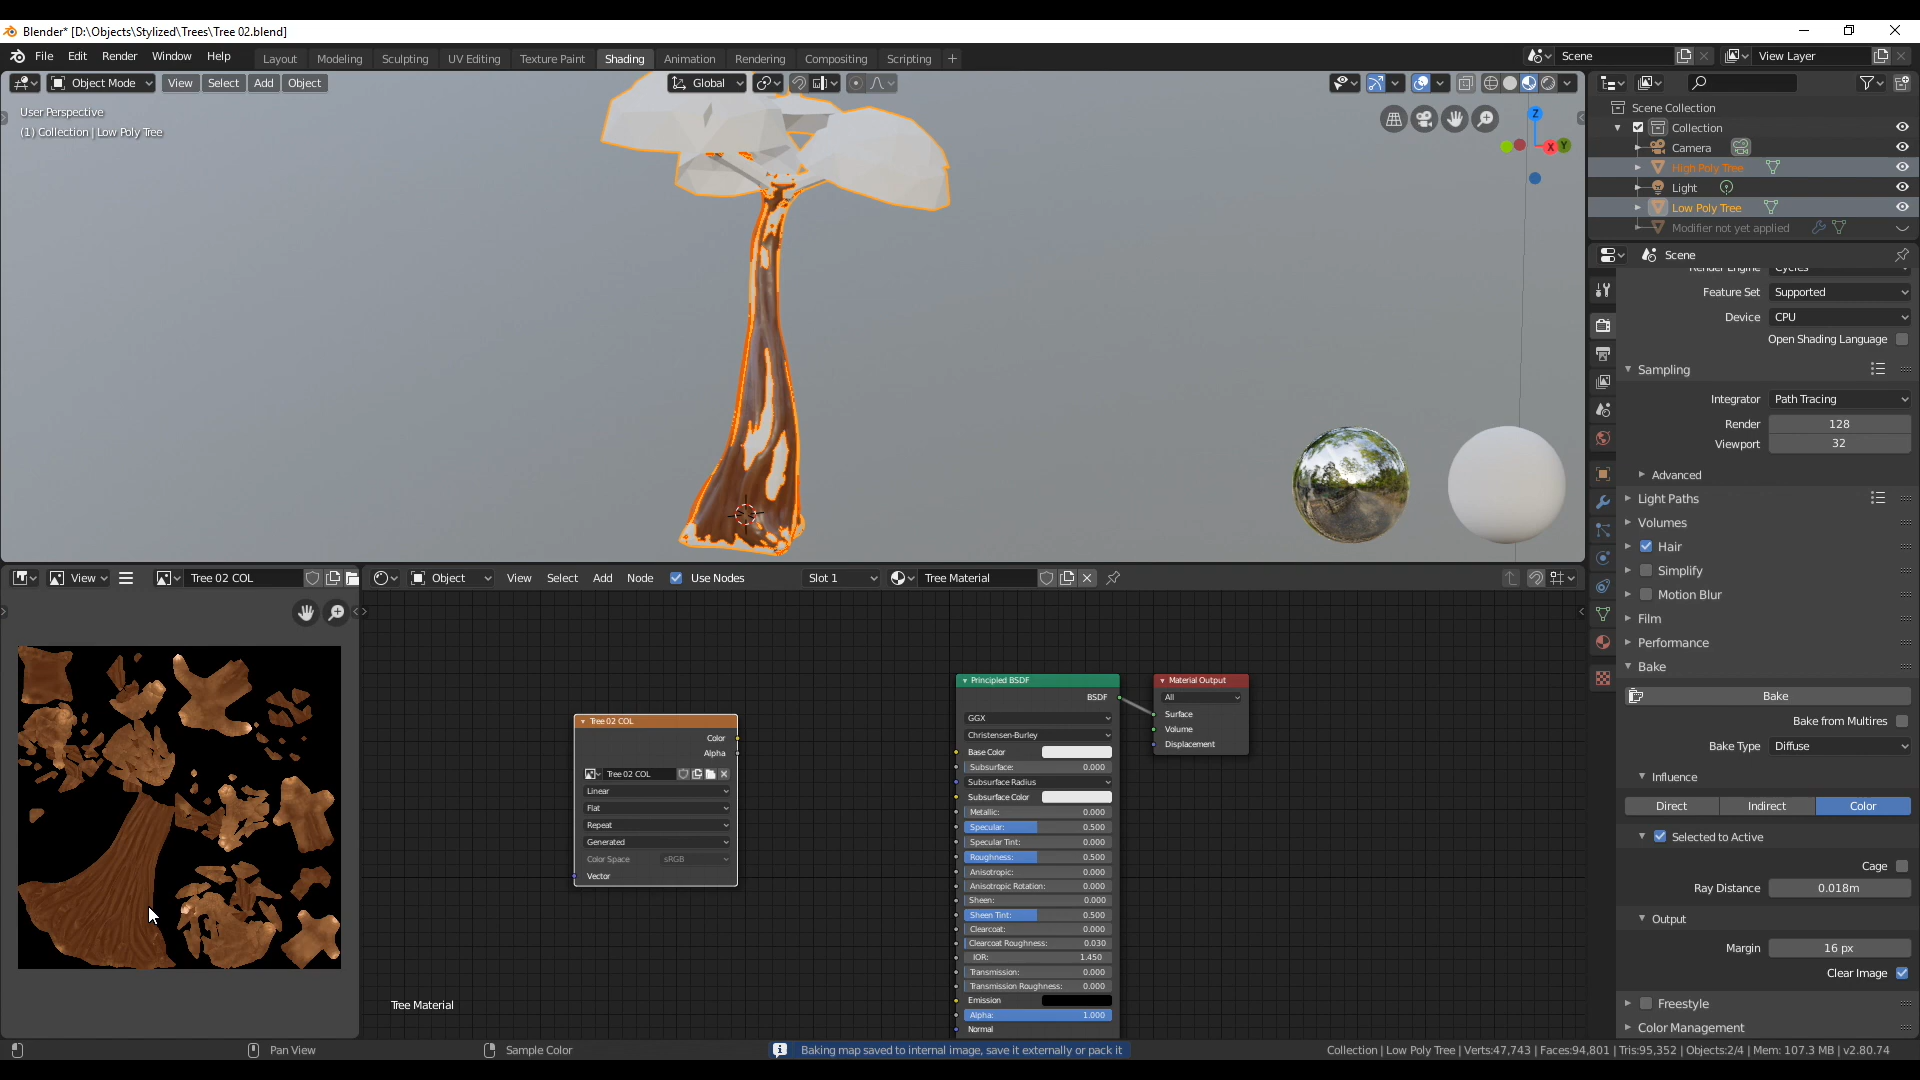 Blender* [D:\Objects\Stylized\Trees\Tree 02.blend]
File Edit Render Window Help
Layout Modeling Sculpting UV Editing Texture Paint Shading Animation Rendering Compositing Scripting +
Scene
View Layer
Object Mode View Select Add Object
Global
User Perspective
(1) Collection | Low Poly Tree
Z
X
Y
Scene Collection
Collection
Camera
High Poly Tree
Light
Low Poly Tree
Modifier not yet applied
Scene
Render Engine Cycles
Feature Set Supported
Device CPU
Open Shading Language
Sampling
Integrator Path Tracing
Render 128
Viewport 32
Advanced
Light Paths
Volumes
Hair
Simplify
Motion Blur
Film
Performance
Bake
Bake
Bake from Multires
Bake Type Diffuse
Influence
Direct Indirect Color
Selected to Active
Cage
Ray Distance 0.018m
Output
Margin 16 px
Clear Image
Freestyle
Color Management
View
Tree 02 COL
Object View Select Add Node Use Nodes Slot 1 Tree Material
Tree 02 COL
Color
Alpha
Tree 02 COL
Linear
Flat
Repeat
Generated
Color Space sRGB
Vector
Principled BSDF
BSDF
GGX
Christensen-Burley
Base Color
Subsurface: 0.000
Subsurface Radius
Subsurface Color
Metallic: 0.000
Specular: 0.500
Specular Tint: 0.000
Roughness: 0.500
Anisotropic: 0.000
Anisotropic Rotation: 0.000
Sheen: 0.000
Sheen Tint: 0.500
Clearcoat: 0.000
Clearcoat Roughness: 0.030
IOR: 1.450
Transmission: 0.000
Transmission Roughness: 0.000
Emission
Alpha: 1.000
Normal
Material Output
All
Surface
Volume
Displacement
Tree Material
Pan View
Sample Color
Baking map saved to internal image, save it externally or pack it
Collection | Low Poly Tree | Verts:47,743 | Faces:94,801 | Tris:95,352 | Objects:2/4 | Mem: 107.3 MB | v2.80.74